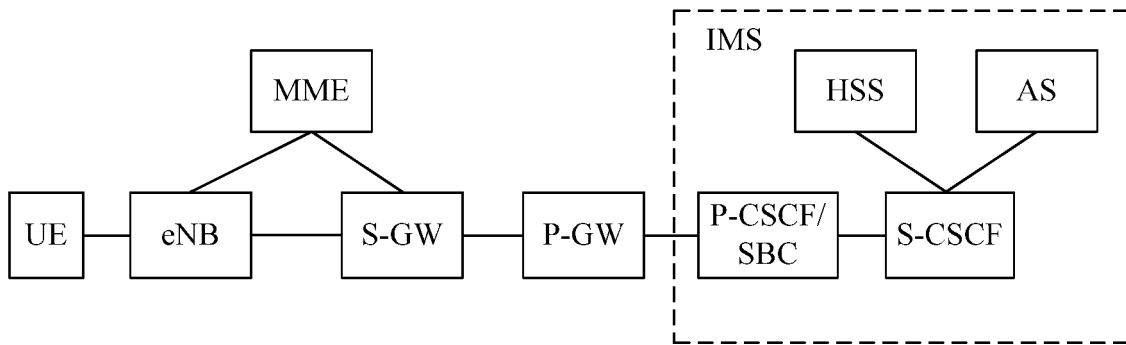 IMS
MME
HSS
AS
UE
eNB
S-GW
P-GW
P-CSCF/
SBC
S-CSCF